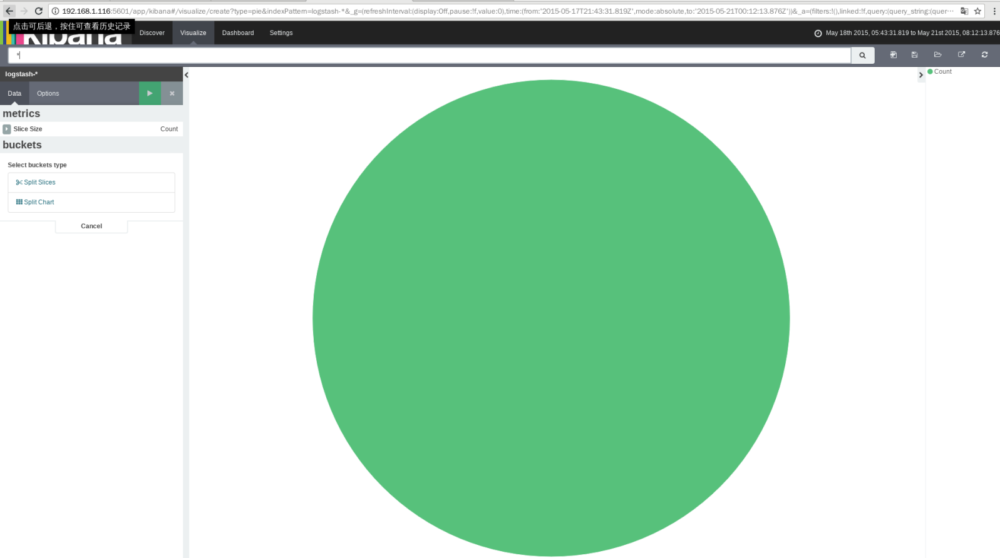 192.168.1.116:5601/app/kibana#/visualize/create?type=pie&indexPattern=logstash-*&_g=(refreshInterval:(display:Off,pause:!f,value:0),time:(from:'2015-05-17T21:43:31.819Z',mode:absolute,to:'2015-05-21T00:12:13.876Z'))&_a=(filters:!(),linked:!f,query:(query_string:(quer…
点击可后退，按住可查看历史记录
kibana
Discover
Visualize
Dashboard
Settings
May 18th 2015, 05:43:31.819 to May 21st 2015, 08:12:13.876
*
logstash-*
Count
Data
Options
metrics
Slice Size
Count
buckets
Select buckets type
Split Slices
Split Chart
Cancel